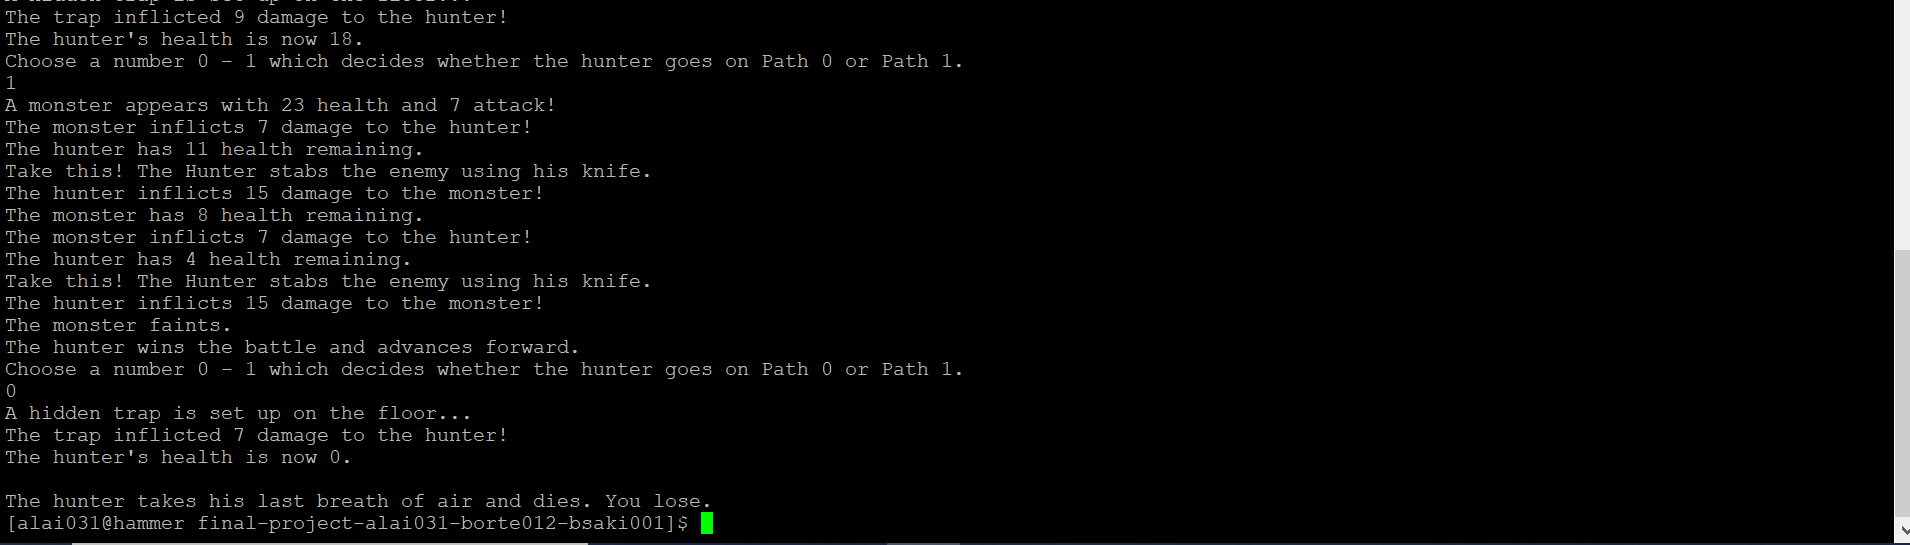 The trap inflicted 9 damage to the hunter!
The hunter's health is now 18.
Choose a number 0 - 1 which decides whether the hunter goes on Path 0 or Path 1.
1
A monster appears with 23 health and 7 attack!
The monster inflicts 7 damage to the hunter!
The hunter has 11 health remaining.
Take this! The Hunter stabs the enemy using his knife.
The hunter inflicts 15 damage to the monster!
The monster has 8 health remaining.
The monster inflicts 7 damage to the hunter!
The hunter has 4 health remaining.
Take this! The Hunter stabs the enemy using his knife.
The hunter inflicts 15 damage to the monster!
The monster faints.
The hunter wins the battle and advances forward.
Choose a number 0 - 1 which decides whether the hunter goes on Path 0 or Path 1.
0
A hidden trap is set up on the floor...
The trap inflicted 7 damage to the hunter!
The hunter's health is now 0.
The hunter takes his last breath of air and dies. You lose.
[alai031@hammer final-project-alai031-borte012-bsaki001]$